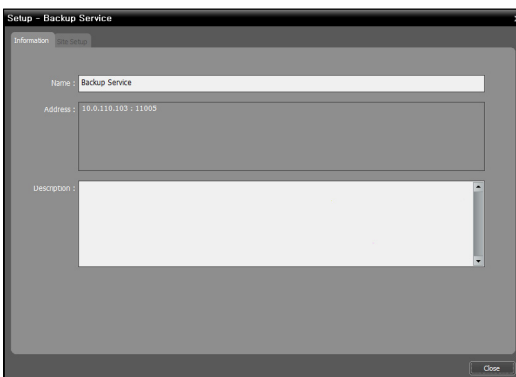 Setup - Backup Service
Information Site Setup
Name : Backup Service
Address : 10.0.110.103 : 11005
Description :
Close